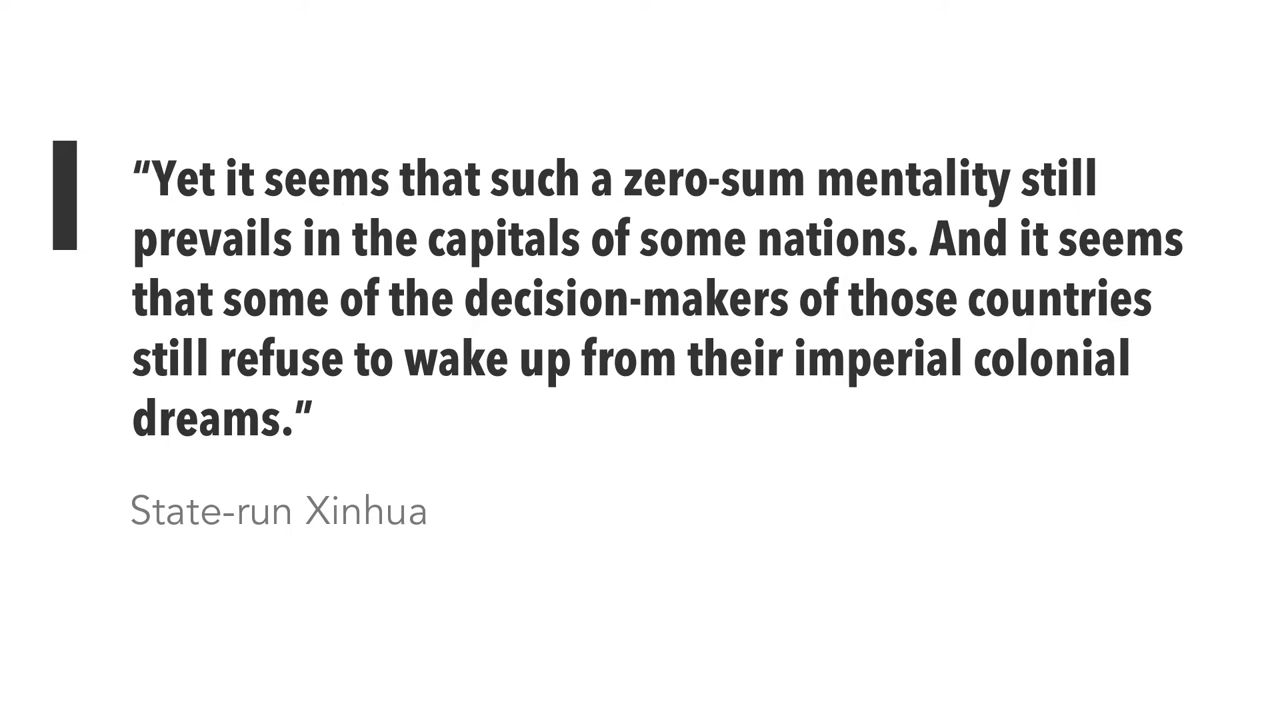 “Yet it seems that such a zero-sum mentality still
prevails in the capitals of some nations. And it seems
that some of the decision-makers of those countries
still refuse to wake up from their imperial colonial
dreams.”
State-run Xinhua